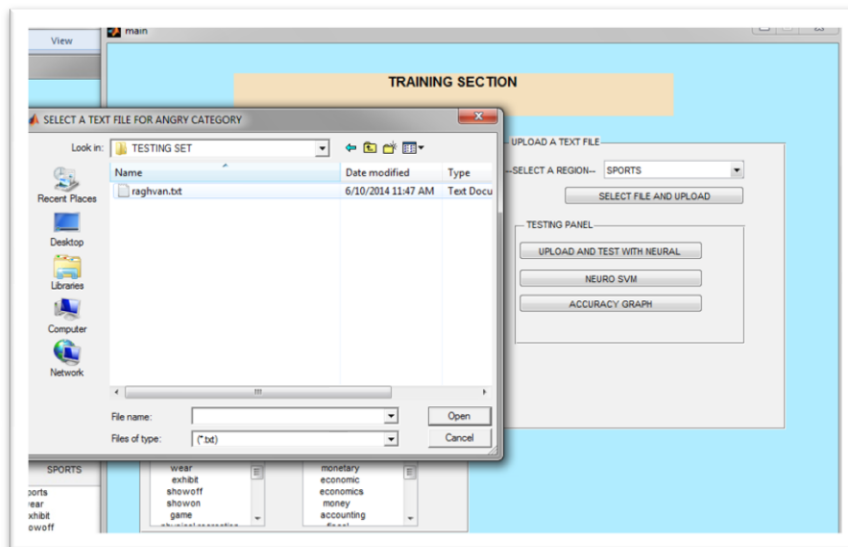 View
main
TRAINING SECTION
SELECT A TEXT FILE FOR ANGRY CATEGORY
Look in:
TESTING SET
Name
Date modified
Type
raghvan.txt
6/10/2014 11:47 AM
Text Docu
Recent Places
Desktop
Libraries
Computer
Network
File name:
Open
Files of type:
(*.txt)
Cancel
UPLOAD A TEXT FILE
--SELECT A REGION--
SPORTS
SELECT FILE AND UPLOAD
TESTING PANEL
UPLOAD AND TEST WITH NEURAL
NEURO SVM
ACCURACY GRAPH
SPORTS
ports
ear
xhibit
owoff
wear
exhibit
showoff
showon
game
monetary
economic
economics
money
accounting